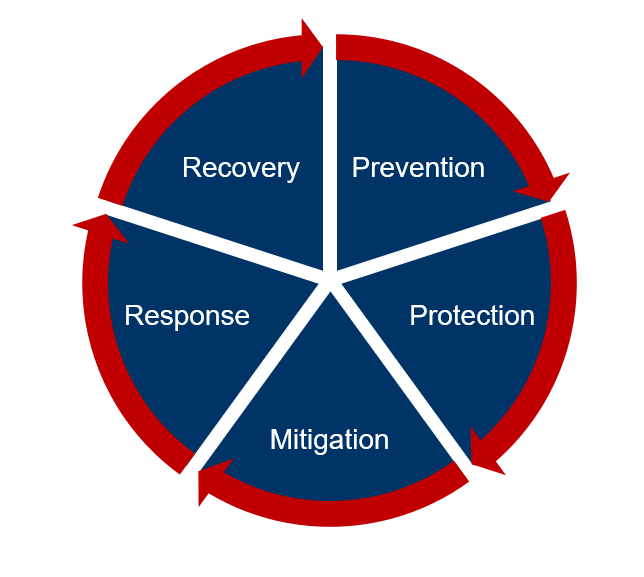 Recovery
Prevention
Response
Protection
Mitigation